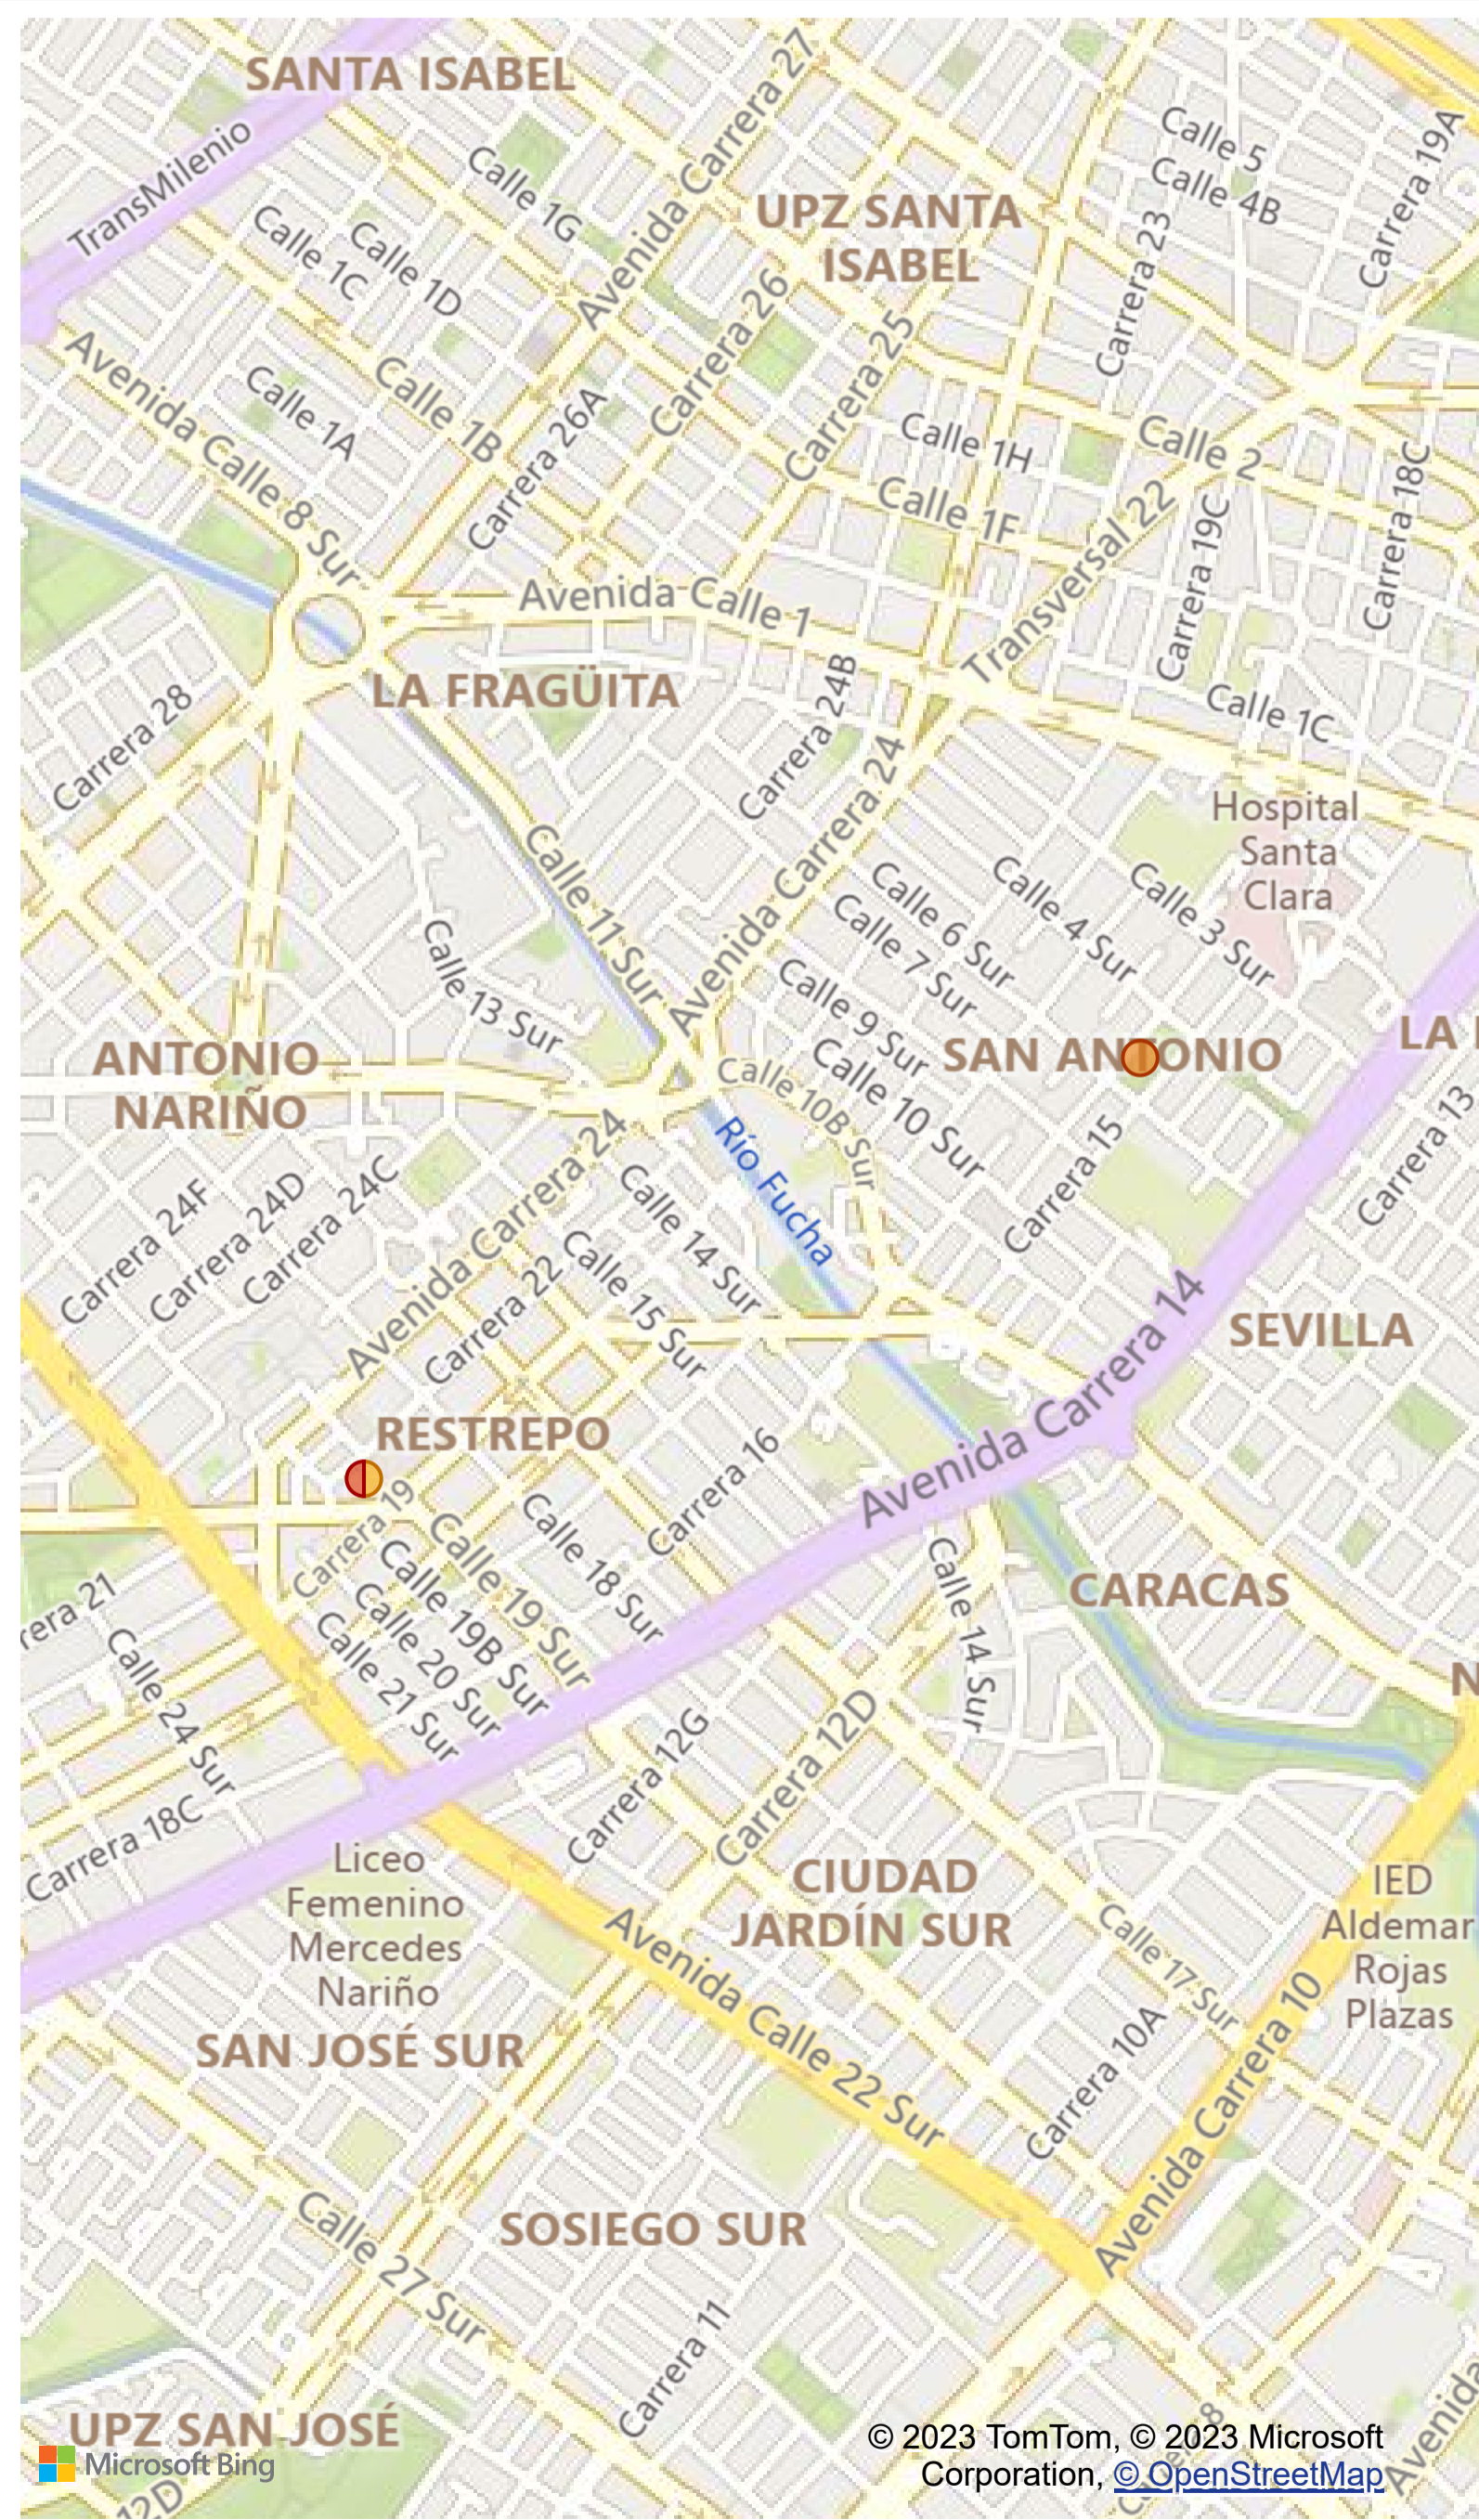 SANTA ISABEL
TransMilenio
Avenida Carrera 27
Calle 5
Calle 4B
Carrera 19A
Calle 1G
UPZ SANTA
ISABEL
Calle 1C
Calle 1D
Carrera 23
Carrera 26
Carrera 25
Avenida Calle 8 Sur
Calle 1A
Calle 1B
Carrera 26A
Calle 1H
Calle 2
Calle 1F
Transversal 22
Carrera 19C
Carrera 18C
Avenida Calle 1
LA FRAGÜITA
Carrera 28
Carrera 24B
Calle 1C
Avenida Carrera 24
Hospital
Santa
Clara
Calle 11 Sur
Calle 6 Sur
Calle 4 Sur
Calle 3 Sur
Calle 7 Sur
Calle 13 Sur
Calle 9 Sur
ANTONIO
NARIÑO
SAN ANTONIO
LA
Calle 10B Sur
Calle 10 Sur
Carrera 15
Carrera 13
Río Fucha
Avenida Carrera 24
Carrera 24F
Carrera 24D
Carrera 24C
Calle 14 Sur
Carrera 22
Calle 15 Sur
SEVILLA
Avenida Carrera 14
RESTREPO
Carrera 16
Carrera 19
Calle 19 Sur
Calle 18 Sur
Calle 19B Sur
Calle 20 Sur
Calle 21 Sur
rera 21
Calle 24 Sur
Calle 14 Sur
CARACAS
N
Carrera 12G
Carrera 12D
Carrera 18C
Liceo
Femenino
Mercedes
Nariño
CIUDAD
JARDÍN SUR
IED
Aldemar
Rojas
Plazas
Avenida Calle 22 Sur
Calle 17 Sur
SAN JOSÉ SUR
Carrera 10A
Avenida Carrera 10
SOSIEGO SUR
Calle 27 Sur
Carrera 11
Avenida
UPZ SAN JOSÉ
Microsoft Bing
12D
© 2023 TomTom, © 2023 Microsoft
Corporation, © OpenStreetMap